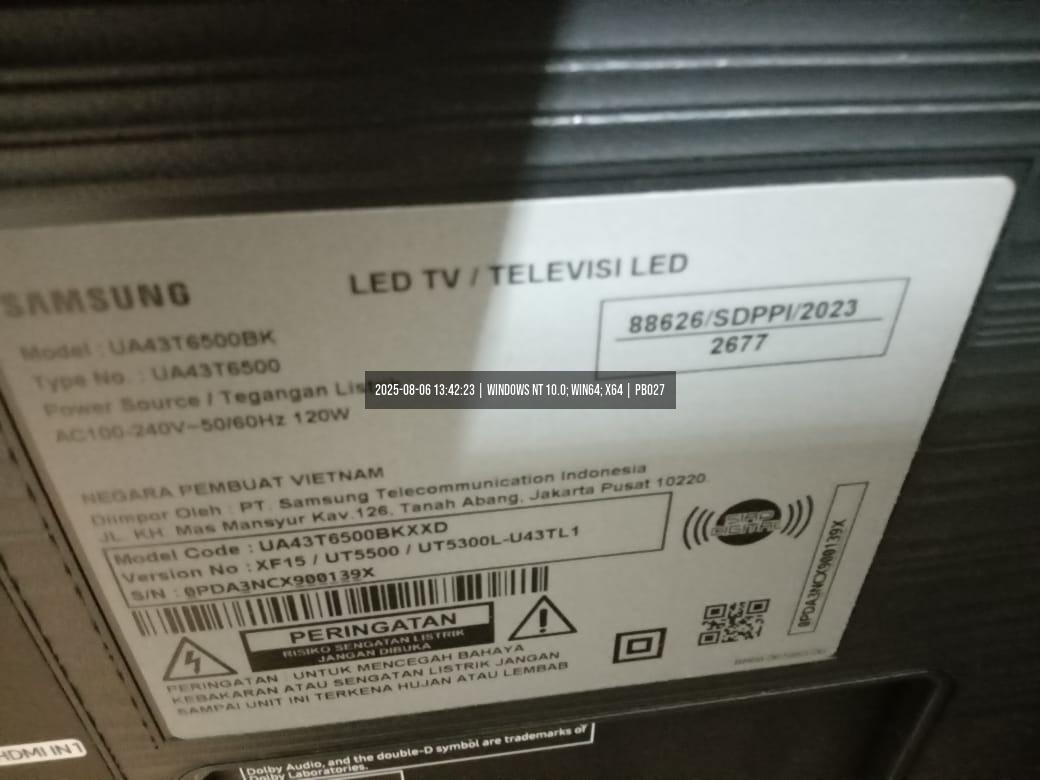 SAMSUNG
LED TV / TELEVISI LED
88626/SDPPI/2023
2677
Model : UA43T6500BK
Type No. : UA43T6500
Power Source / Tegangan
AC100-240V~50/60Hz 120W
2025-08-06 13:42:23 | WINDOWS NT 10.0; WIN64; X64 | PB027
NEGARA PEMBUAT VIETNAM
Diimpor Oleh : PT. Samsung Telecommunication Indonesia
JL. KH. Mas Mansyur Kav.126, Tanah Abang, Jakarta Pusat 10220.
Model Code : UA43T6500BKXXD
Version No : XF15 / UT5500 / UT5300L-U43TL1
S/N : 0PDA3NCX900139X
SIAP
DIGITAL
0PDA3NCX900139X
PERINGATAN
RISIKO SENGATAN LISTRIK
JANGAN DIBUKA
PERINGATAN : UNTUK MENCEGAH BAHAYA
KEBAKARAN ATAU SENGATAN LISTRIK JANGAN
SAMPAI UNIT INI TERKENA HUJAN ATAU LEMBAB
HDMI IN 1
Dolby Audio, and the double-D symbol are trademarks of
Dolby Laboratories.